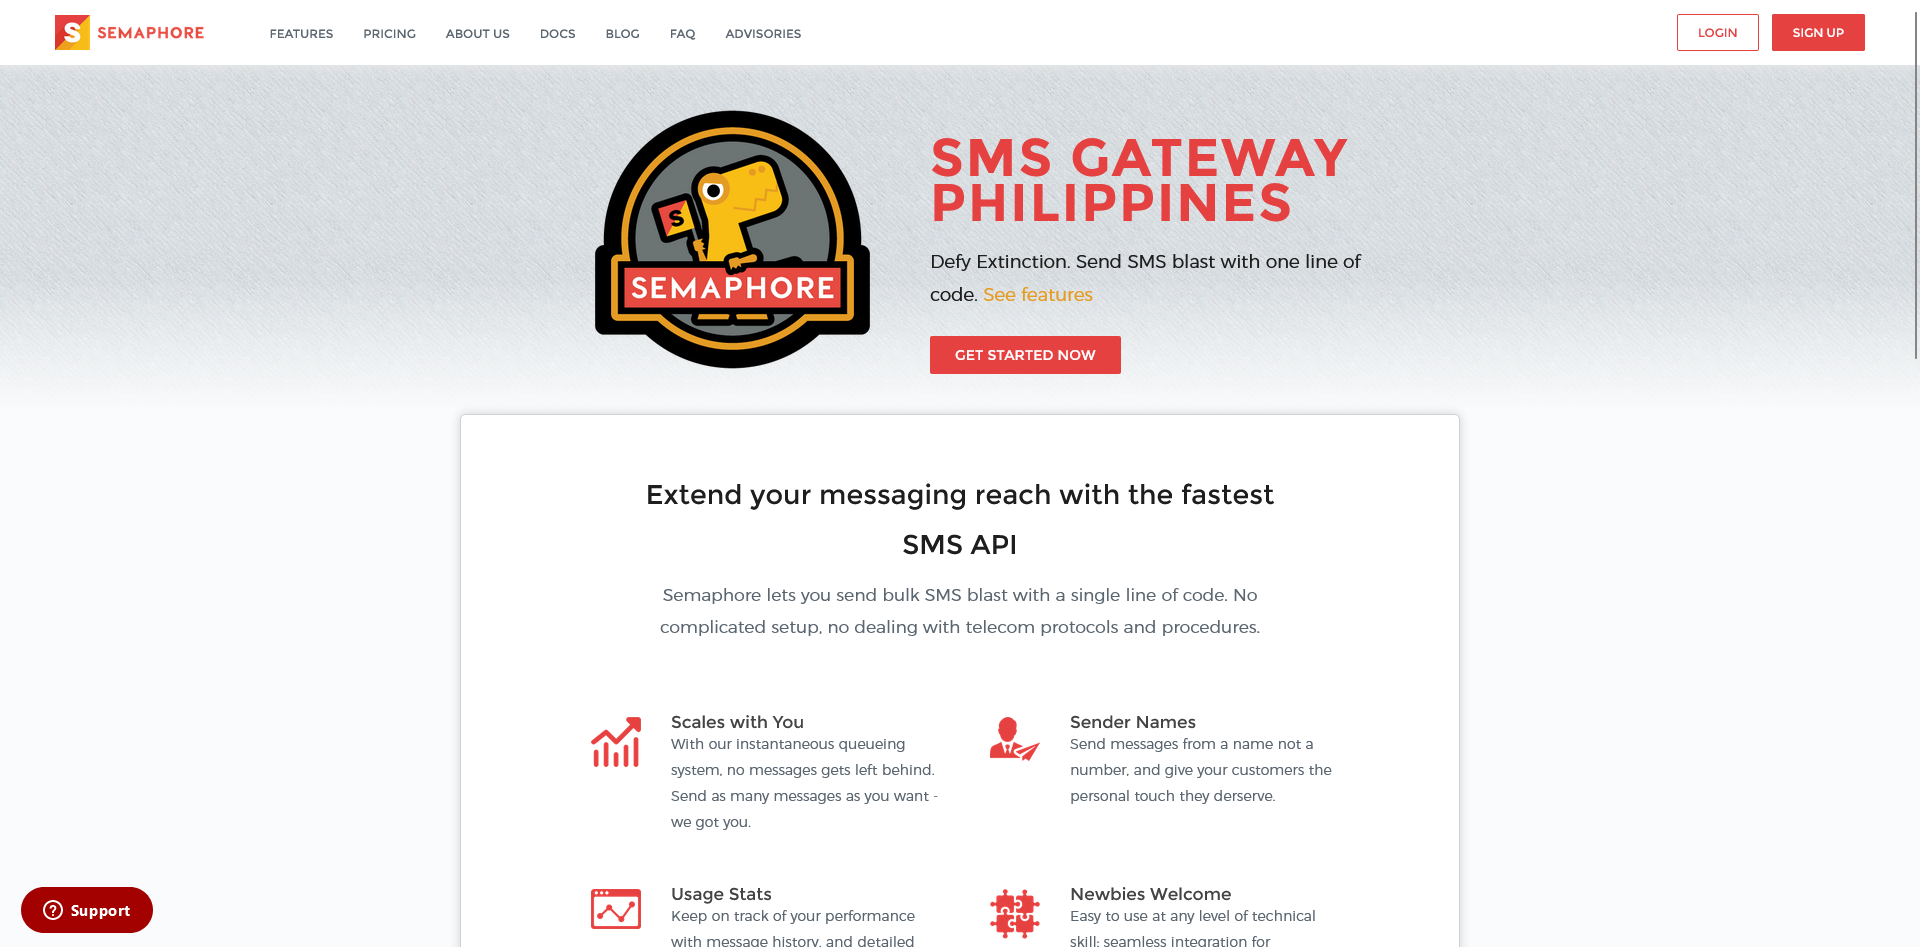 S SEMAPHORE
FEATURES PRICING ABOUT US DOCS BLOG FAQ ADVISORIES
LOGIN SIGN UP
S
SEMAPHORE
SMS GATEWAY
PHILIPPINES
Defy Extinction. Send SMS blast with one line of
code. See features
GET STARTED NOW
Extend your messaging reach with the fastest
SMS API
Semaphore lets you send bulk SMS blast with a single line of code. No
complicated setup, no dealing with telecom protocols and procedures.
Scales with You
With our instantaneous queueing
system, no messages gets left behind.
Send as many messages as you want -
we got you.
Sender Names
Send messages from a name not a
number, and give your customers the
personal touch they derserve.
Usage Stats
Keep on track of your performance
with message history, and detailed
Newbies Welcome
Easy to use at any level of technical
skill; seamless integration for
Support